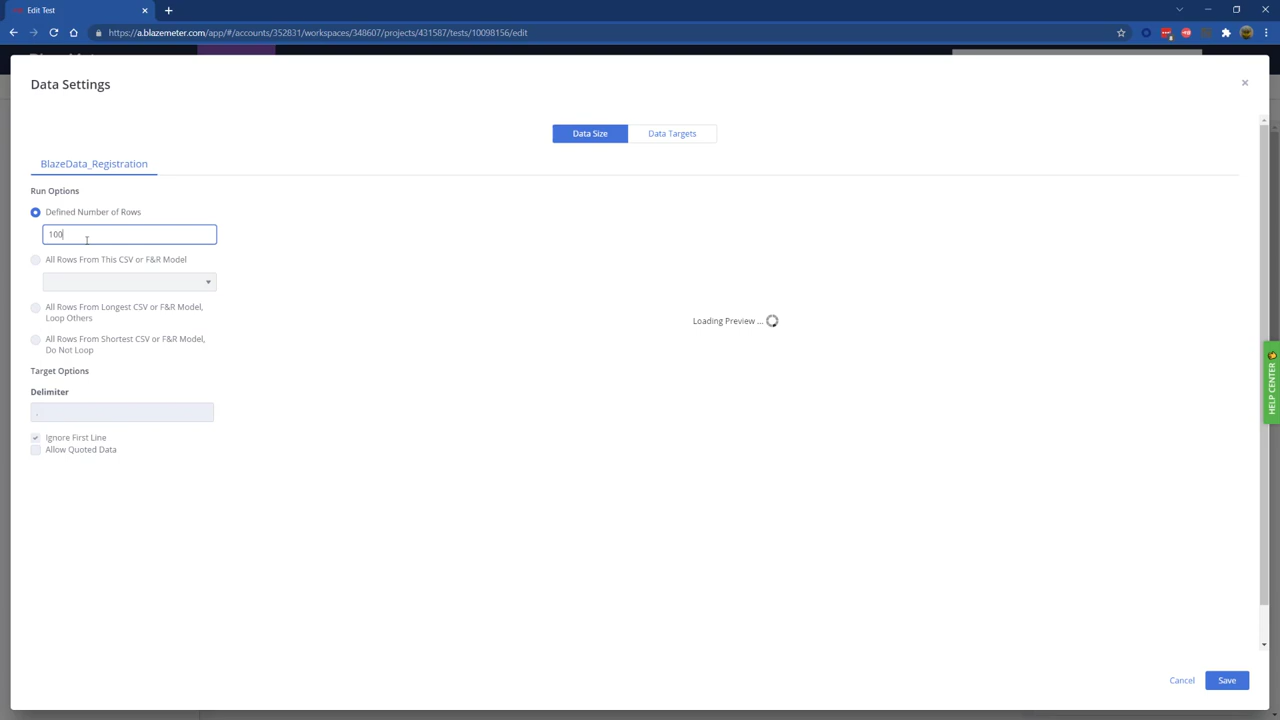 Edit Test
https://a.blazemeter.com/app/#/accounts/352831/workspaces/348607/projects/431587/tests/10098156/edit
Data Settings
Data Size
Data Targets
BlazeData_Registration
Run Options
Defined Number of Rows
100
All Rows From This CSV or F&R Model
All Rows From Longest CSV or F&R Model,
Loop Others
All Rows From Shortest CSV or F&R Model,
Do Not Loop
Loading Preview ...
Target Options
Delimiter
,
Ignore First Line
Allow Quoted Data
HELP CENTER
Cancel
Save